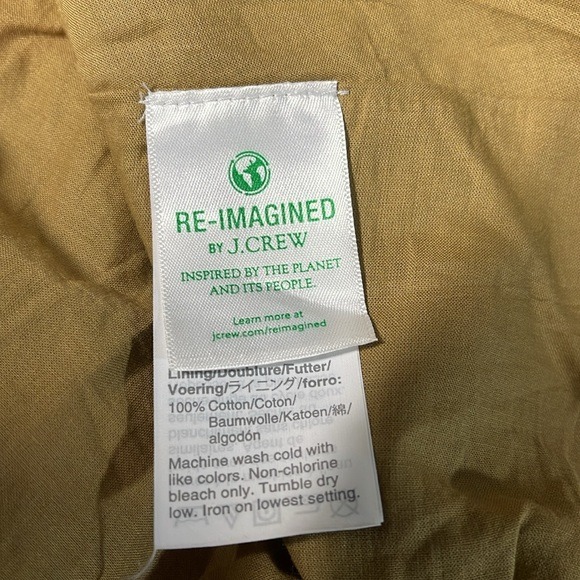 RE-IMAGINED
BY J.CREW
INSPIRED BY THE PLANET
AND ITS PEOPLE.
Learn more at
jcrew.com/reimagined
Lining/Doublure/Futter/
Voering/ライニング/forro:
100% Cotton/Coton/
Baumwolle/Katoen/綿/
algodón
Machine wash cold with
like colors. Non-chlorine
bleach only. Tumble dry
low. Iron on lowest setting.